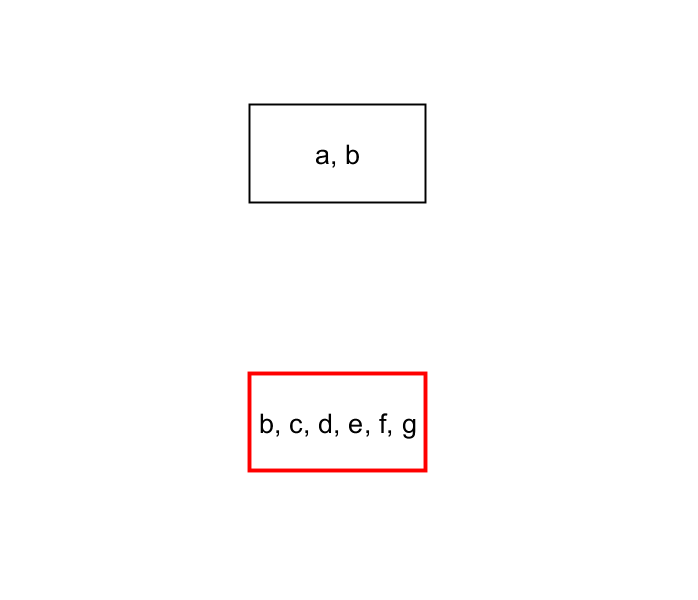 a, b
b, c, d, e, f, g